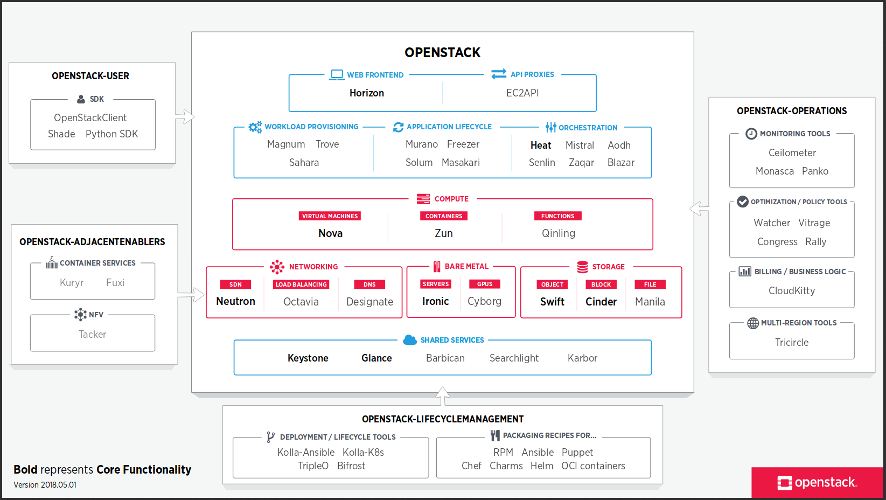 OPENSTACK
WEB FRONTEND
Horizon
API PROXIES
EC2API
WORKLOAD PROVISIONING
Magnum Trove
Sahara
APPLICATION LIFECYCLE
Murano Freezer
Solum Masakari
ORCHESTRATION
Heat Mistral Aodh
Senlin Zaqar Blazar
COMPUTE
VIRTUAL MACHINES
Nova
CONTAINERS
Zun
FUNCTIONS
Qinling
NETWORKING
SDN
Neutron
LOAD BALANCING
Octavia
DNS
Designate
BARE METAL
SERVERS
Ironic
GPUS
Cyborg
STORAGE
OBJECT
Swift
BLOCK
Cinder
FILE
Manila
SHARED SERVICES
Keystone Glance Barbican Searchlight Karbor
OPENSTACK-USER
SDK
OpenStackClient
Shade Python SDK
OPENSTACK-ADJACENTENABLERS
CONTAINER SERVICES
Kuryr Fuxi
NFV
Tacker
OPENSTACK-OPERATIONS
MONITORING TOOLS
Ceilometer
Monasca Panko
OPTIMIZATION / POLICY TOOLS
Watcher Vitrage
Congress Rally
BILLING / BUSINESS LOGIC
CloudKitty
MULTI-REGION TOOLS
Tricircle
OPENSTACK-LIFECYCLEMANAGEMENT
DEPLOYMENT / LIFECYCLE TOOLS
Kolla-Ansible Kolla-K8s
TripleO Bifrost
PACKAGING RECIPES FOR...
RPM Ansible Puppet
Chef Charms Helm OCI containers
Bold represents Core Functionality
Version 2018.05.01
openstack.